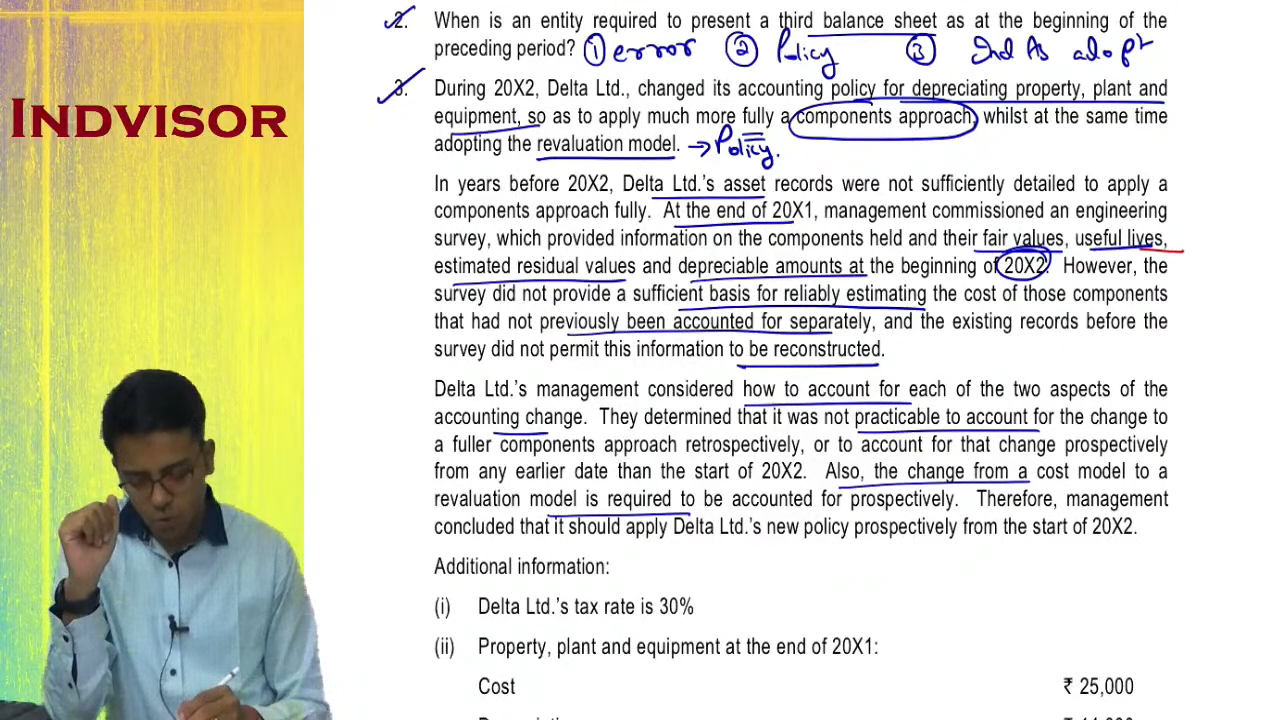 INDVISOR
2. When is an entity required to present a third balance sheet as at the beginning of the
preceding period? ① error ② Policy ③ Ind As adopt
3. During 20X2, Delta Ltd., changed its accounting policy for depreciating property, plant and
equipment, so as to apply much more fully a components approach, whilst at the same time
adopting the revaluation model. → Policy.
In years before 20X2, Delta Ltd.'s asset records were not sufficiently detailed to apply a
components approach fully. At the end of 20X1, management commissioned an engineering
survey, which provided information on the components held and their fair values, useful lives,
estimated residual values and depreciable amounts at the beginning of 20X2. However, the
survey did not provide a sufficient basis for reliably estimating the cost of those components
that had not previously been accounted for separately, and the existing records before the
survey did not permit this information to be reconstructed.
Delta Ltd.'s management considered how to account for each of the two aspects of the
accounting change. They determined that it was not practicable to account for the change to
a fuller components approach retrospectively, or to account for that change prospectively
from any earlier date than the start of 20X2. Also, the change from a cost model to a
revaluation model is required to be accounted for prospectively. Therefore, management
concluded that it should apply Delta Ltd.'s new policy prospectively from the start of 20X2.
Additional information:
(i) Delta Ltd.'s tax rate is 30%
(ii) Property, plant and equipment at the end of 20X1:
Cost ₹ 25,000